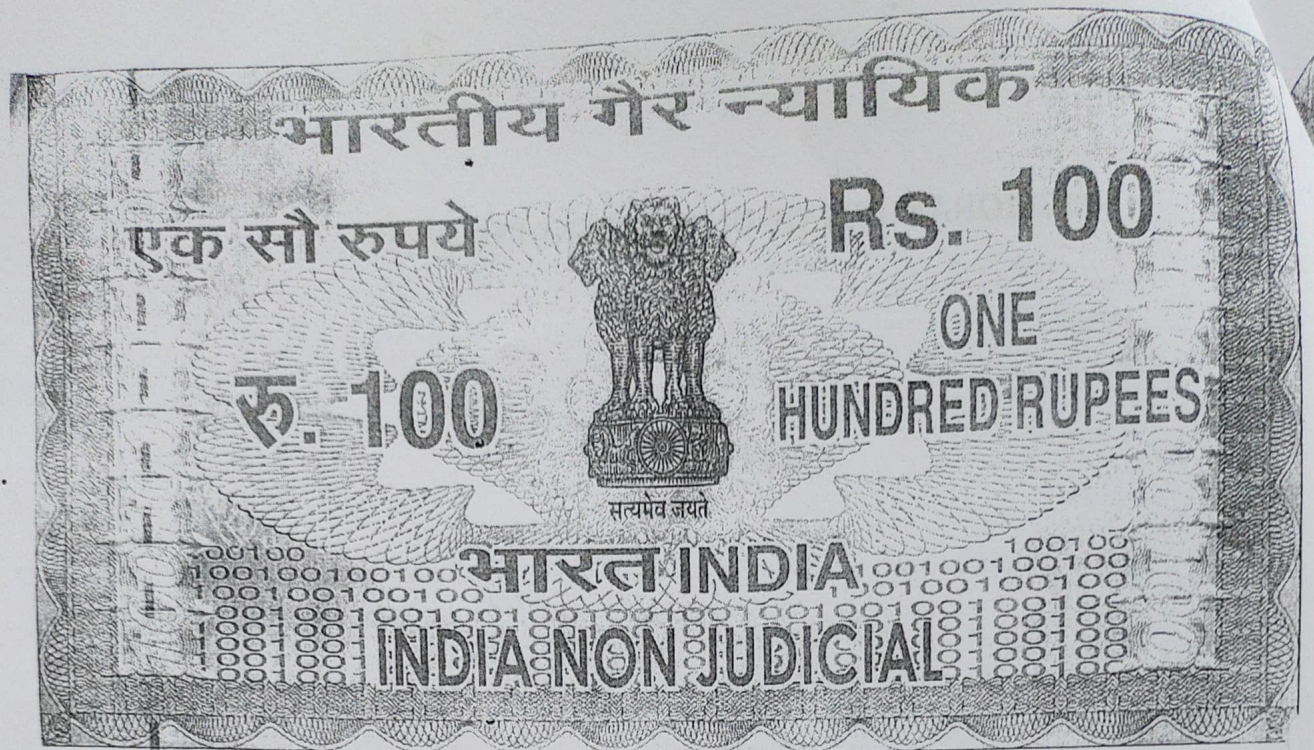 भारतीय गैर न्यायिक
एक सौ रुपये
Rs. 100
ONE
रु. 100
HUNDRED RUPEES
सत्यमेव जयते
भारत INDIA
INDIA NON JUDICIAL